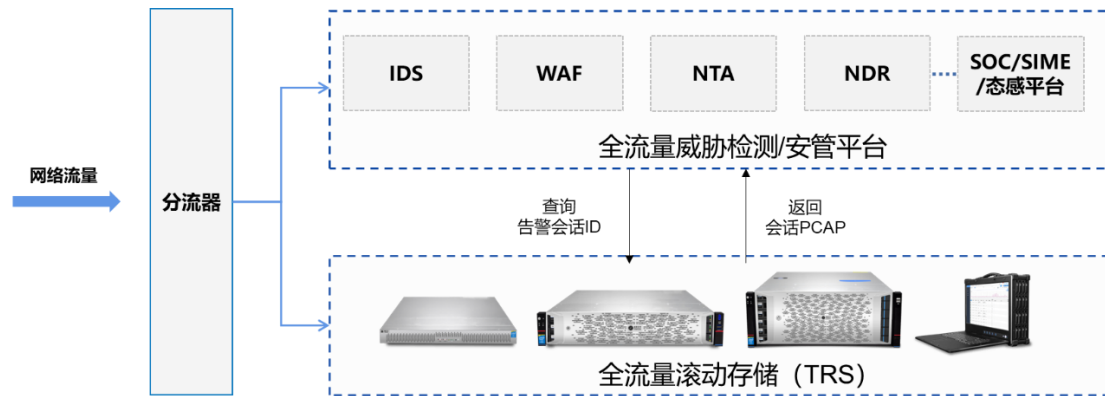 网络流量
分流器
IDS
WAF
NTA
NDR
SOC/SIME
/态感平台
全流量威胁检测/安管平台
查询
告警会话ID
返回
会话PCAP
全流量滚动存储（TRS）